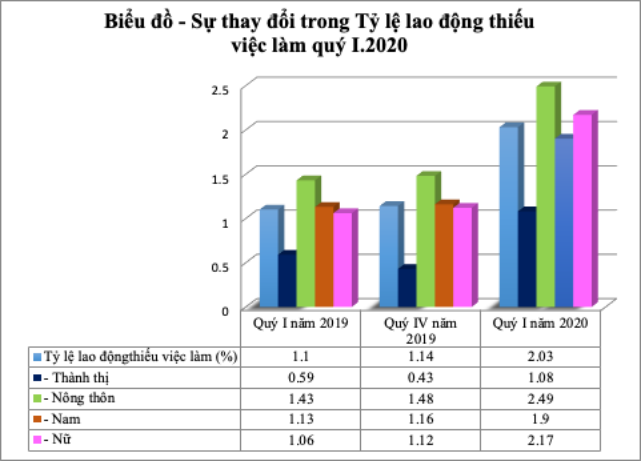 Biểu đồ - Sự thay đổi trong Tỷ lệ lao động thiếu
việc làm quý I.2020
2.5
2
1.5
1
0.5
0
Quý I năm 2019 Quý IV năm 2019 Quý I năm 2020
Tỷ lệ lao độngthiếu việc làm (%) 1.1 1.14 2.03
- Thành thị 0.59 0.43 1.08
- Nông thôn 1.43 1.48 2.49
- Nam 1.13 1.16 1.9
- Nữ 1.06 1.12 2.17